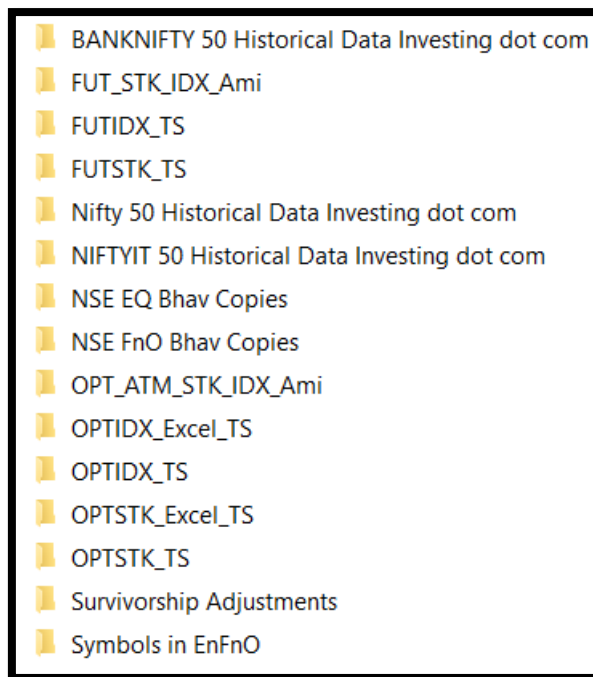 BANKNIFTY 50 Historical Data Investing dot com
FUT_STK_IDX_Ami
FUTIDX_TS
FUTSTK_TS
Nifty 50 Historical Data Investing dot com
NIFTYIT 50 Historical Data Investing dot com
NSE EQ Bhav Copies
NSE FnO Bhav Copies
OPT_ATM_STK_IDX_Ami
OPTIDX_Excel_TS
OPTIDX_TS
OPTSTK_Excel_TS
OPTSTK_TS
Survivorship Adjustments
Symbols in EnFnO